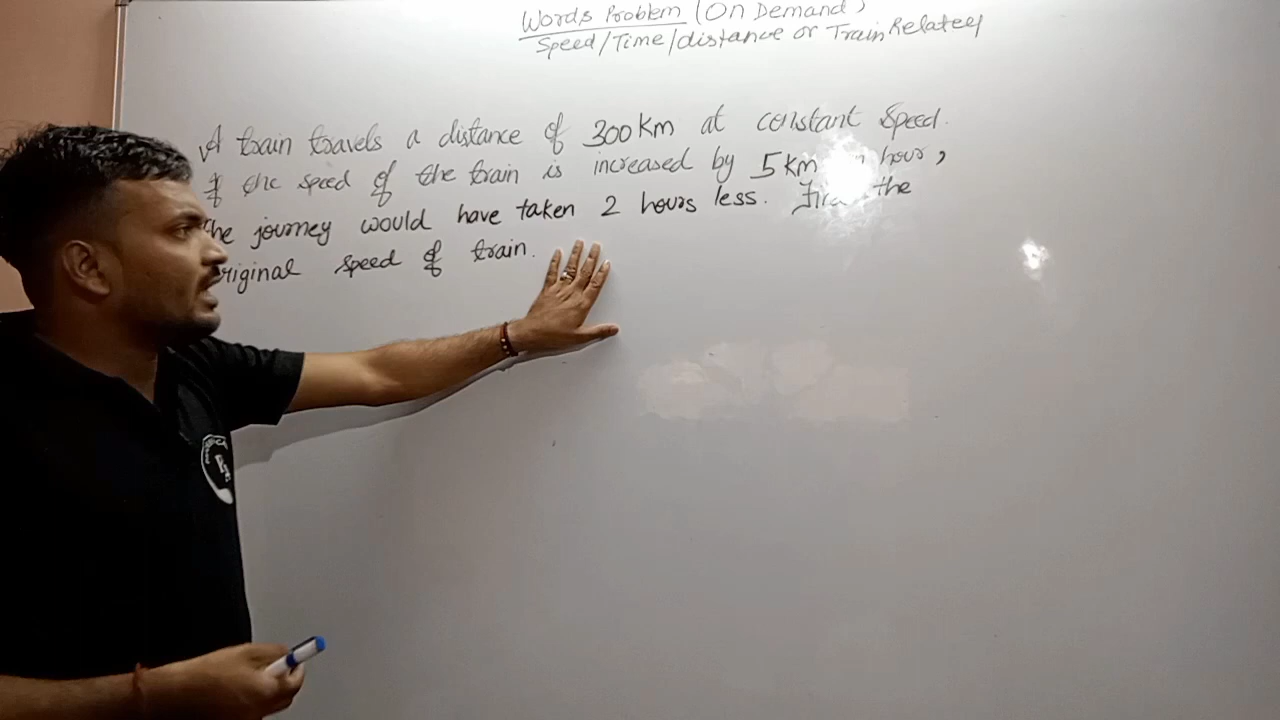 Words Problem (On Demand)
Speed/Time/distance or Train Related
A train travels a distance of 300 km at constant speed.
If the speed of the train is increased by 5 km hour,
the journey would have taken 2 hours less. the
original speed of train.